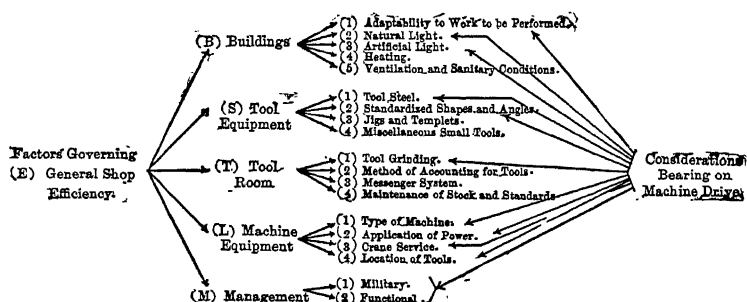 (B) Buildings
(1) Adaptability to Work to be Performed.
(2) Natural Light.
(3) Artificial Light.
(4) Heating.
(5) Ventilation and Sanitary Conditions.
(S) Tool
Equipment
(1) Tool Steel.
(2) Standardized Shapes and Angles.
(3) Jigs and Templets.
(4) Miscellaneous Small Tools.
Factors Governing
(E) General Shop
Efficiency.
(T.) Tool
Room
(1) Tool Grinding.
(2) Method of Accounting for Tools.
(3) Messenger System.
(4) Maintenance of Stock and Standards
Considerations
Bearing on
Machine Drive.
(L) Machine
Equipment
(1) Type of Machine.
(2) Application of Power.
(3) Crane Service.
(4) Location of Tools.
(M) Management
(1) Military.
(2) Functional